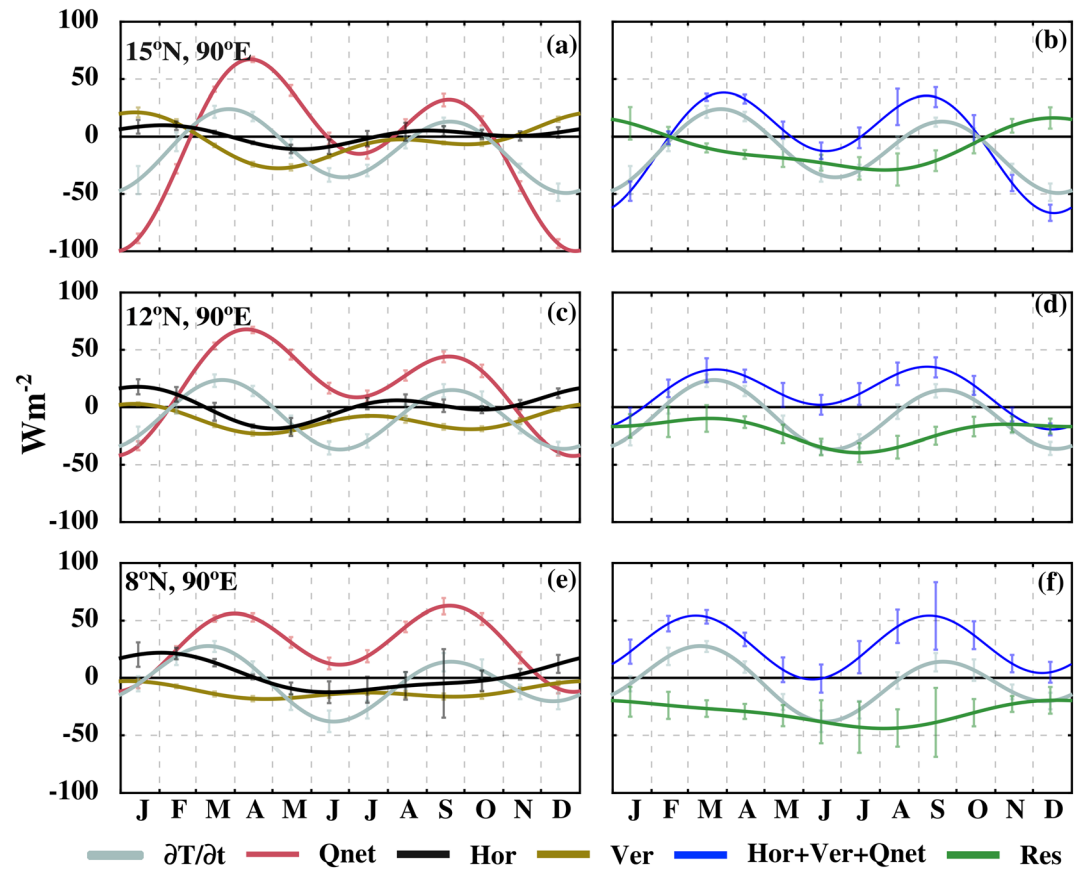 100
50
0
-50
-100
15ºN, 90ºE
(a)
(b)
100
50
0
-50
-100
12ºN, 90ºE
(c)
(d)
Wm-2
100
50
0
-50
-100
8ºN, 90ºE
(e)
(f)
J F M A M J J A S O N D
J F M A M J J A S O N D
∂T/∂t Qnet Hor Ver Hor+Ver+Qnet Res